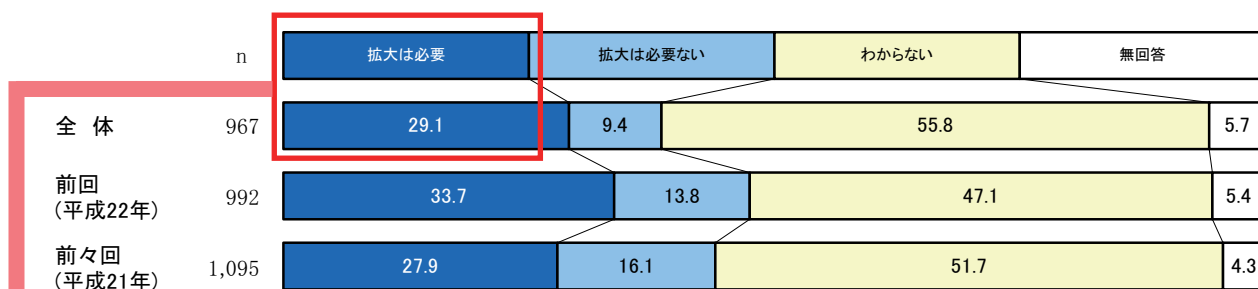 n 拡大は必要 拡大は必要ない わからない 無回答
全 体 967 29.1 9.4 55.8 5.7
前回
(平成22年) 992 33.7 13.8 47.1 5.4
前々回
(平成21年) 1,095 27.9 16.1 51.7 4.3